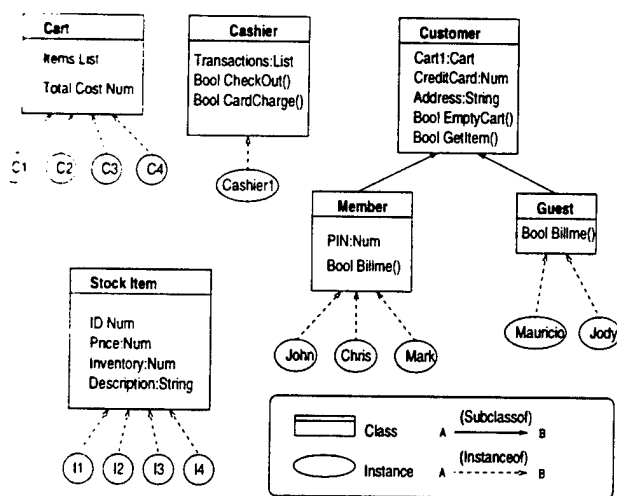 Cart
Items List
Total Cost Num
C1
C2
C3
C4
Cashier
Transactions:List
Bool CheckOut()
Bool CardCharge()
Cashier1
Customer
Cart1:Cart
CreditCard:Num
Address:String
Bool EmptyCart()
Bool GetItem()
Member
PIN:Num
Bool Billme()
John
Chris
Mark
Guest
Bool Billme()
Mauricio
Jody
Stock Item
ID Num
Price:Num
Inventory:Num
Description:String
I1
I2
I3
I4
Class
Instance
(Subclassof)
A
B
(Instanceof)
A
B